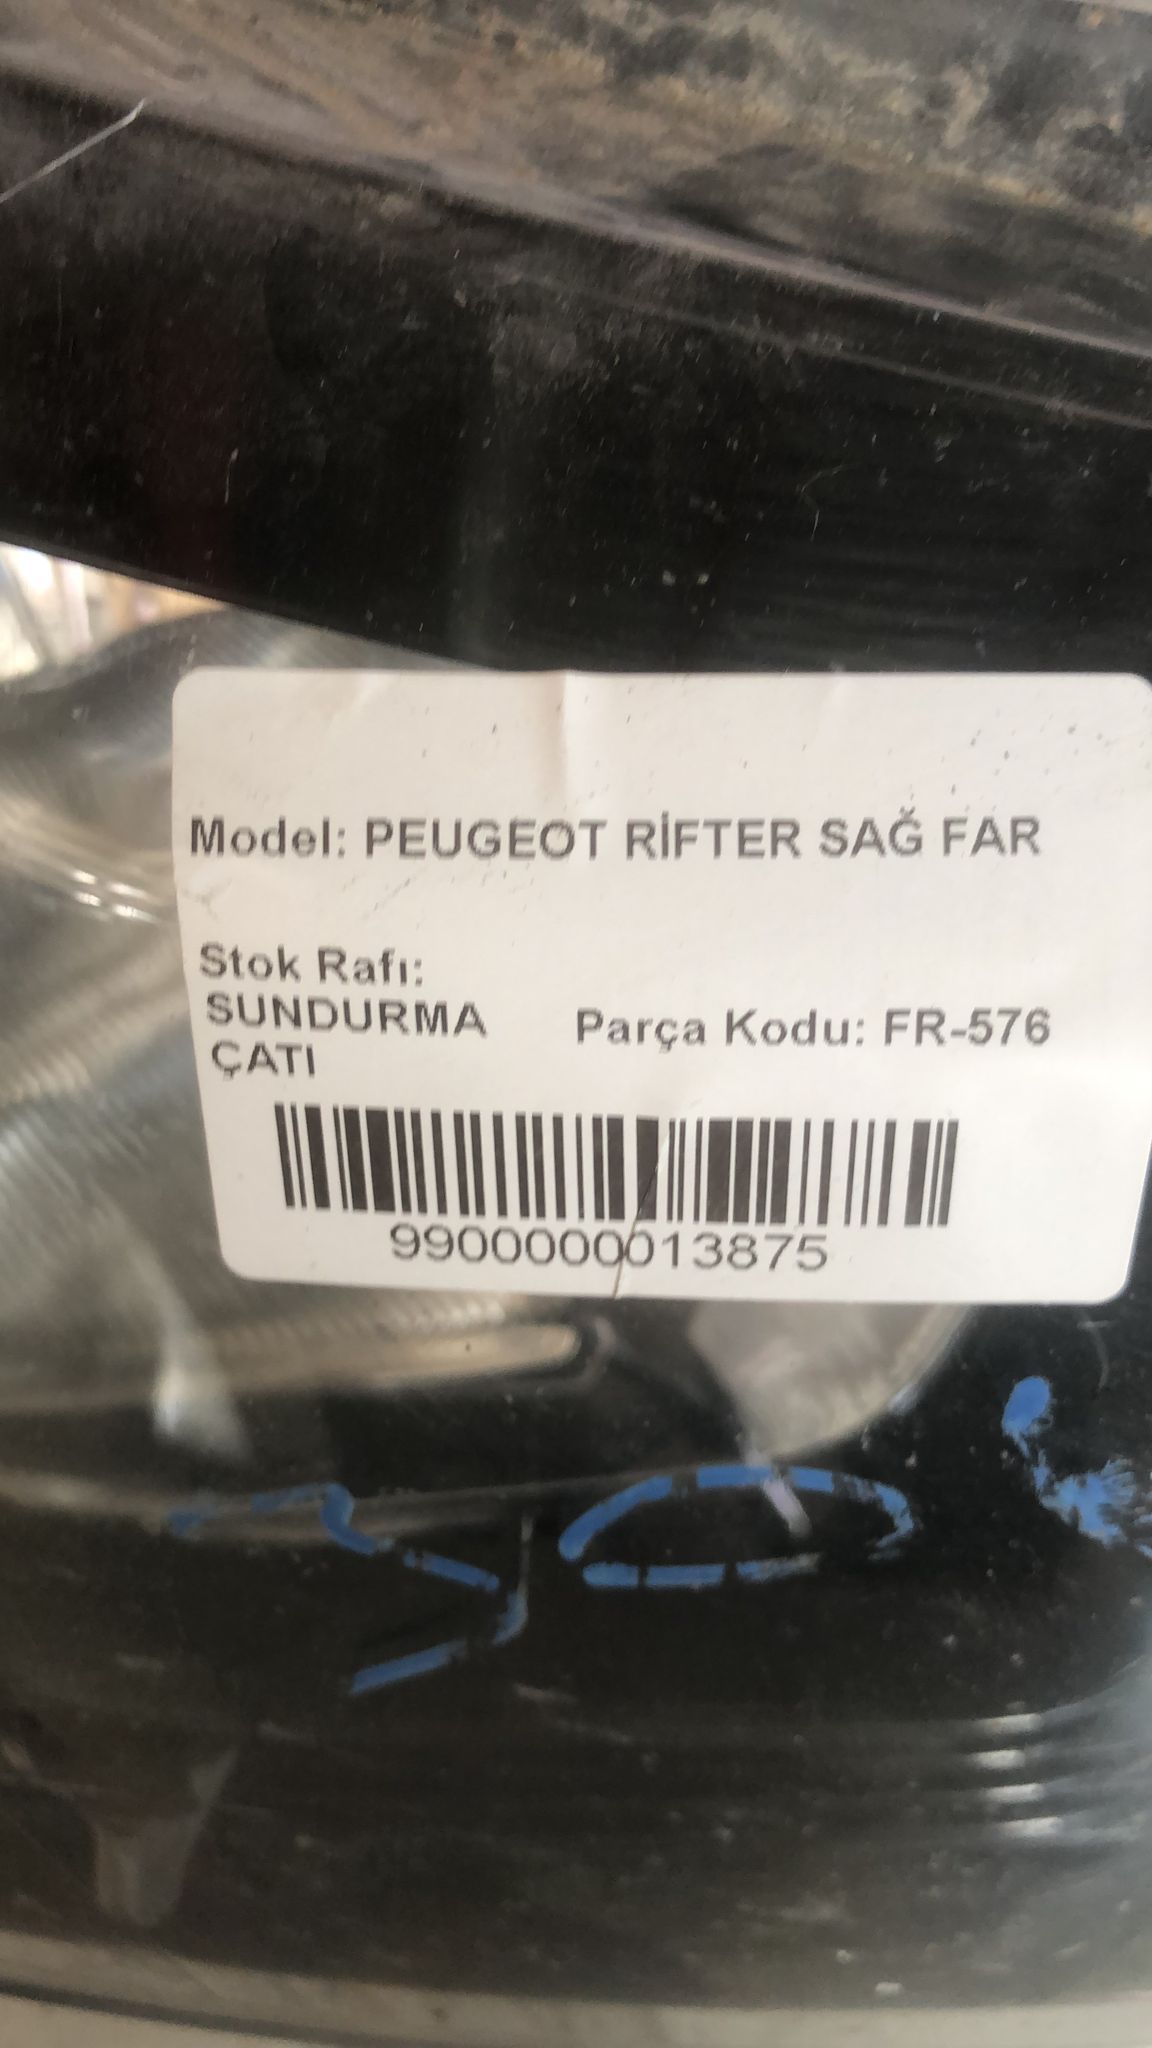 Model: PEUGEOT RİFTER SAĞ FAR
Stok Rafı:
SUNDURMA
ÇATI
Parça Kodu: FR-576
9900000013875